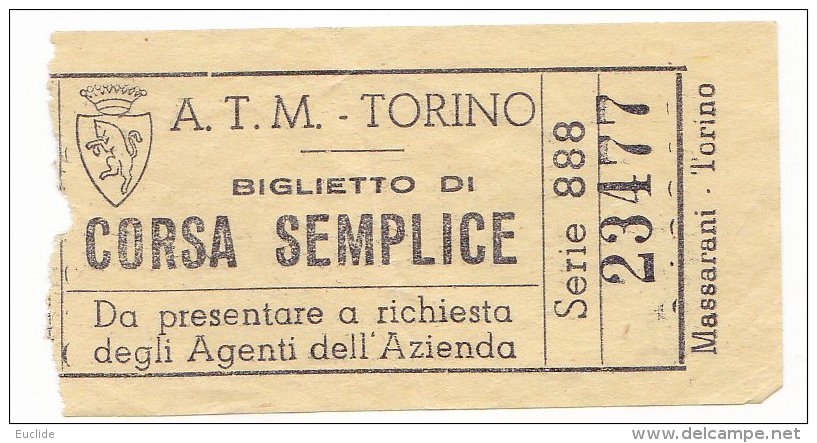 A. T. M. - TORINO
BIGLIETTO DI
CORSA SEMPLICE
Da presentare a richiesta
degli Agenti dell'Azienda
Serie 888
23477
Massarani - Torino
Euclide
delcampe.net